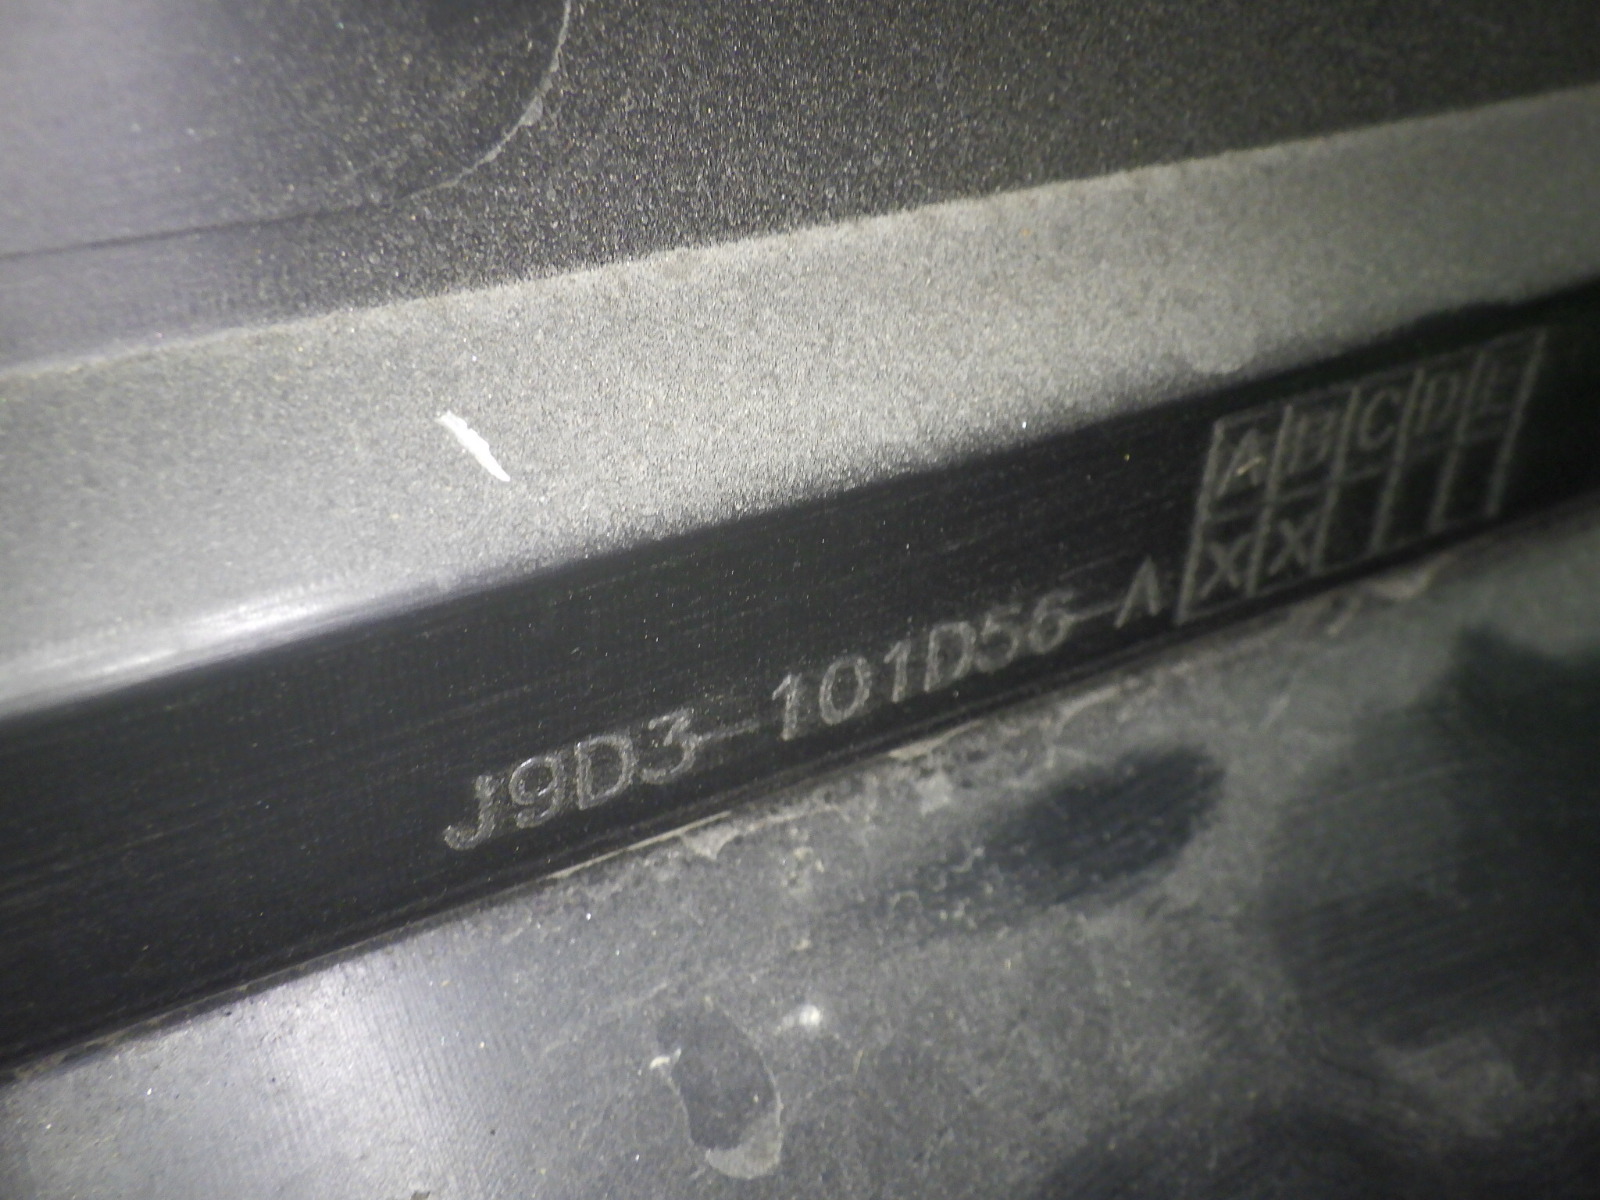 A B C D E
X X
J9D3-101D56-A